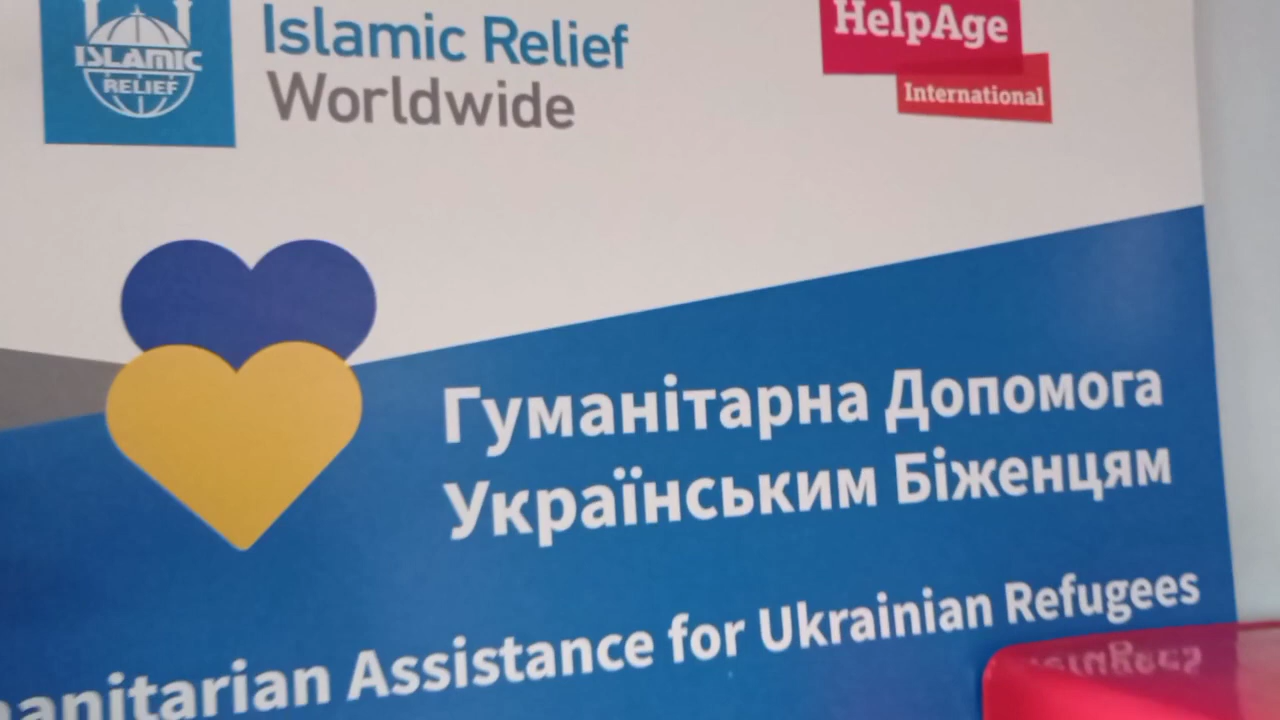 ISLAMIC
RELIEF
Islamic Relief
Worldwide
HelpAge
International
Гуманітарна Допомога
Українським Біженцям
anitarian Assistance for Ukrainian Refugees